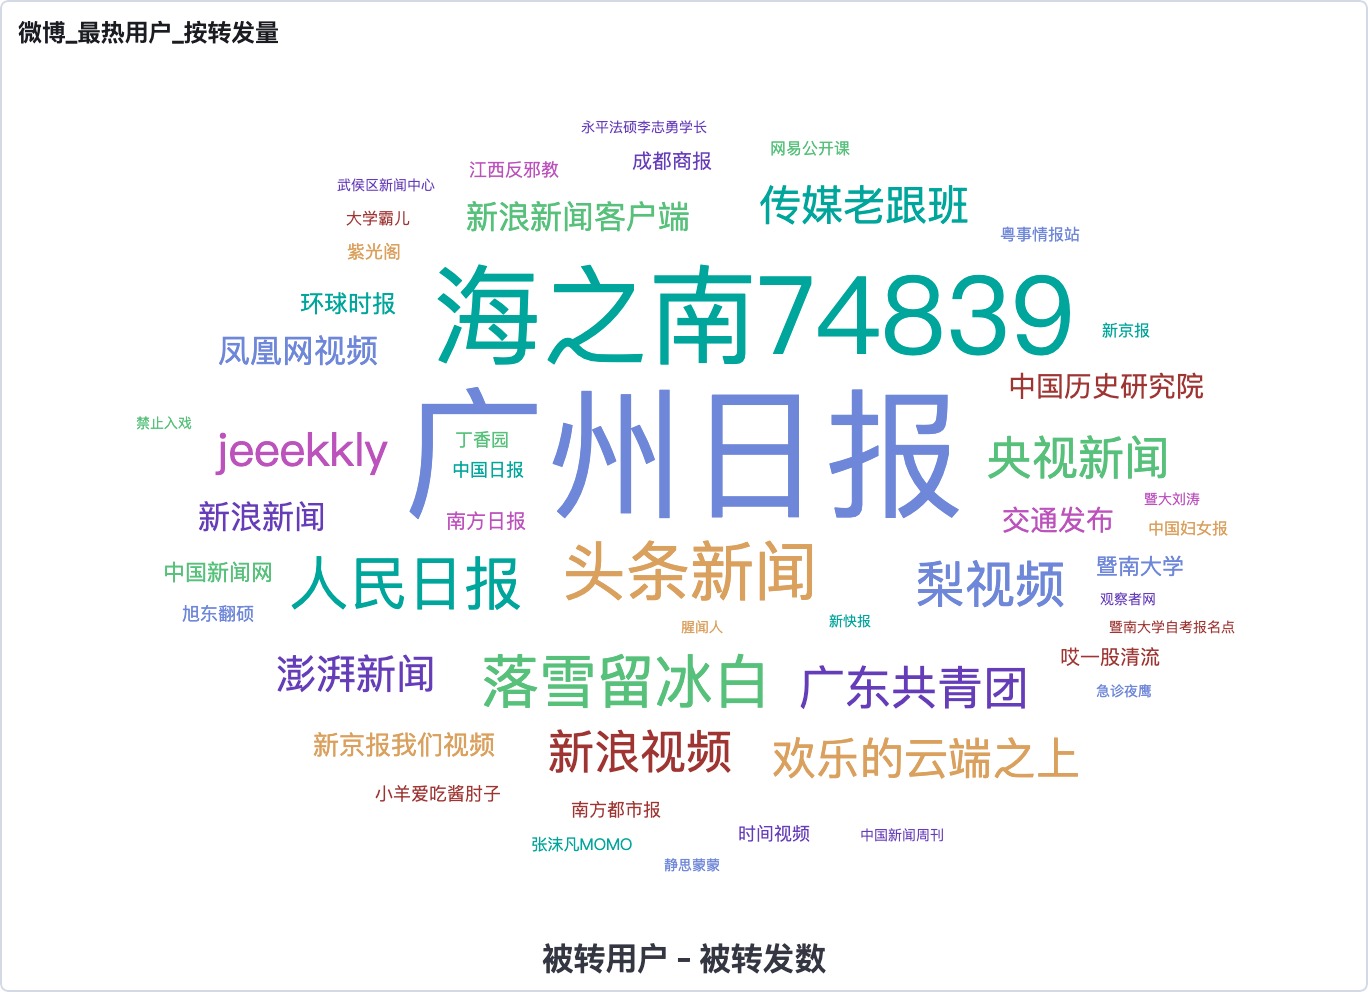 微博_最热用户_按转发量
永平法硕李志勇学长
网易公开课
成都商报
江西反邪教
武侯区新闻中心
传媒老跟班
大学霸儿
新浪新闻客户端
粤事情报站
紫光阁
环球时报
海之南74839
新京报
凤凰网视频
中国历史研究院
禁止入戏
jeeekkly
广州日报
丁香园
央视新闻
中国日报
暨大刘涛
新浪新闻
南方日报
交通发布
中国妇女报
中国新闻网
人民日报
头条新闻
梨视频
暨南大学
观察者网
旭东翻硕
腥闻人
新快报
暨南大学自考报名点
哎一股清流
澎湃新闻
落雪留冰白
广东共青团
急诊夜鹰
新京报我们视频
新浪视频
欢乐的云端之上
小羊爱吃酱肘子
南方都市报
时间视频
中国新闻周刊
张沫凡MOMO
静思蒙蒙
被转用户 - 被转发数